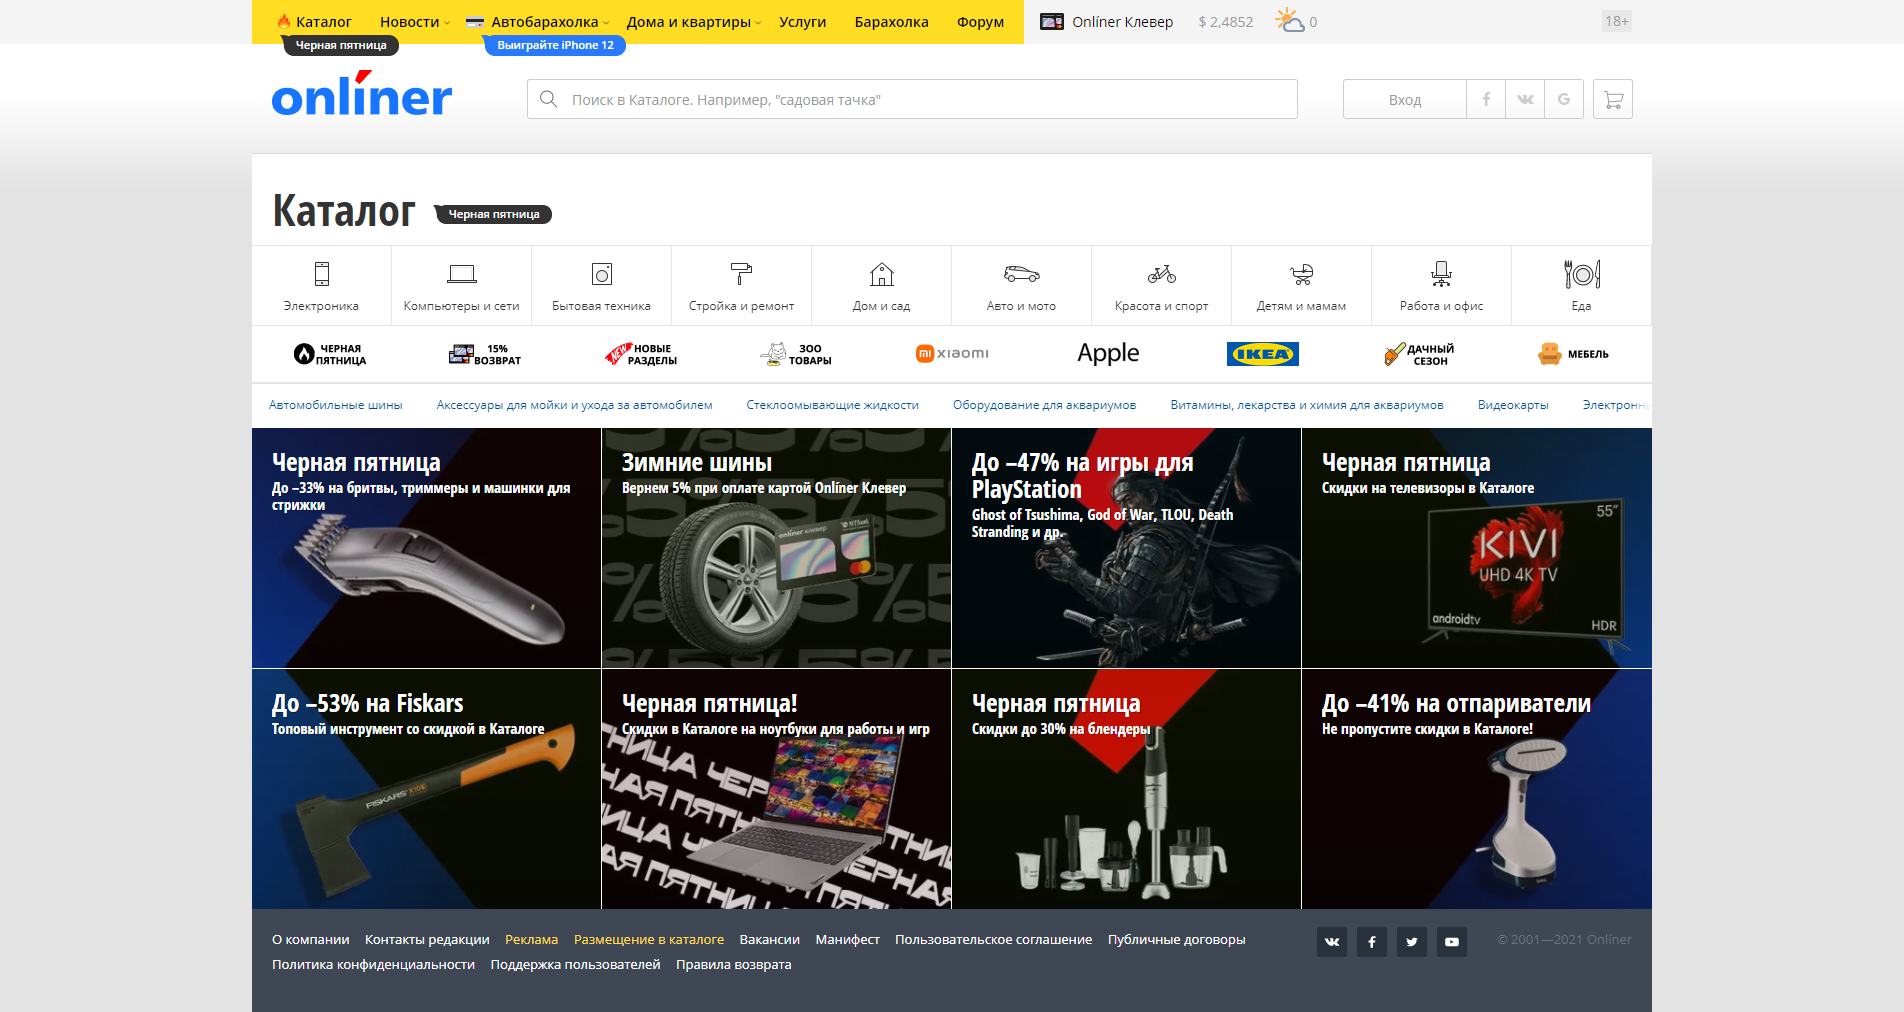 Каталог Новости Автобарахолка Дома и квартиры Услуги Барахолка Форум Onlíner Клевер $ 2,4852 0 18+
Черная пятница Выиграйте iPhone 12
onlíner
Поиск в Каталоге. Например, "садовая тачка"
Вход
Каталог Черная пятница
Электроника Компьютеры и сети Бытовая техника Стройка и ремонт Дом и сад Авто и мото Красота и спорт Детям и мамам Работа и офис Еда
ЧЕРНАЯ ПЯТНИЦА
15% ВОЗВРАТ
NEW НОВЫЕ РАЗДЕЛЫ
ЗОО ТОВАРЫ
mi xiaomi
Apple
IKEA
ДАЧНЫЙ СЕЗОН
МЕБЕЛЬ
Автомобильные шины Аксессуары для мойки и ухода за автомобилем Стеклоомывающие жидкости Оборудование для аквариумов Витамины, лекарства и химия для аквариумов Видеокарты Электронн
Черная пятница
До –33% на бритвы, триммеры и машинки для
стрижки
Зимние шины
Вернем 5% при оплате картой Onlíner Клевер
onlíner клевер
MTBank
До –47% на игры для
PlayStation
Ghost of Tsushima, God of War, TLOU, Death
Stranding и др.
Черная пятница
Скидки на телевизоры в Каталоге
55”
KIVI
UHD 4K TV
androidtv
HDR
До –53% на Fiskars
Топовый инструмент со скидкой в Каталоге
FISKARS X10
Черная пятница!
Скидки в Каталоге на ноутбуки для работы и игр
Черная пятница
Скидки до 30% на блендеры
До –41% на отпариватели
Не пропустите скидки в Каталоге!
О компании Контакты редакции Реклама Размещение в каталоге Вакансии Манифест Пользовательское соглашение Публичные договоры
Политика конфиденциальности Поддержка пользователей Правила возврата
© 2001—2021 Onlíner